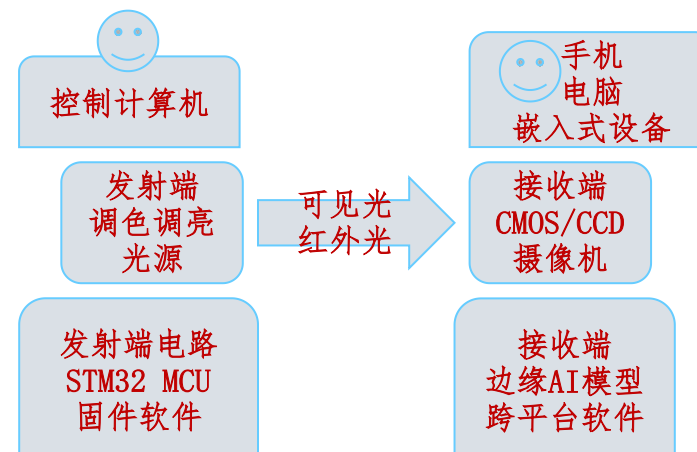 控制计算机
手机
电脑
嵌入式设备
发射端
调色调亮
光源
可见光
红外光
接收端
CMOS/CCD
摄像机
发射端电路
STM32 MCU
固件软件
接收端
边缘AI模型
跨平台软件